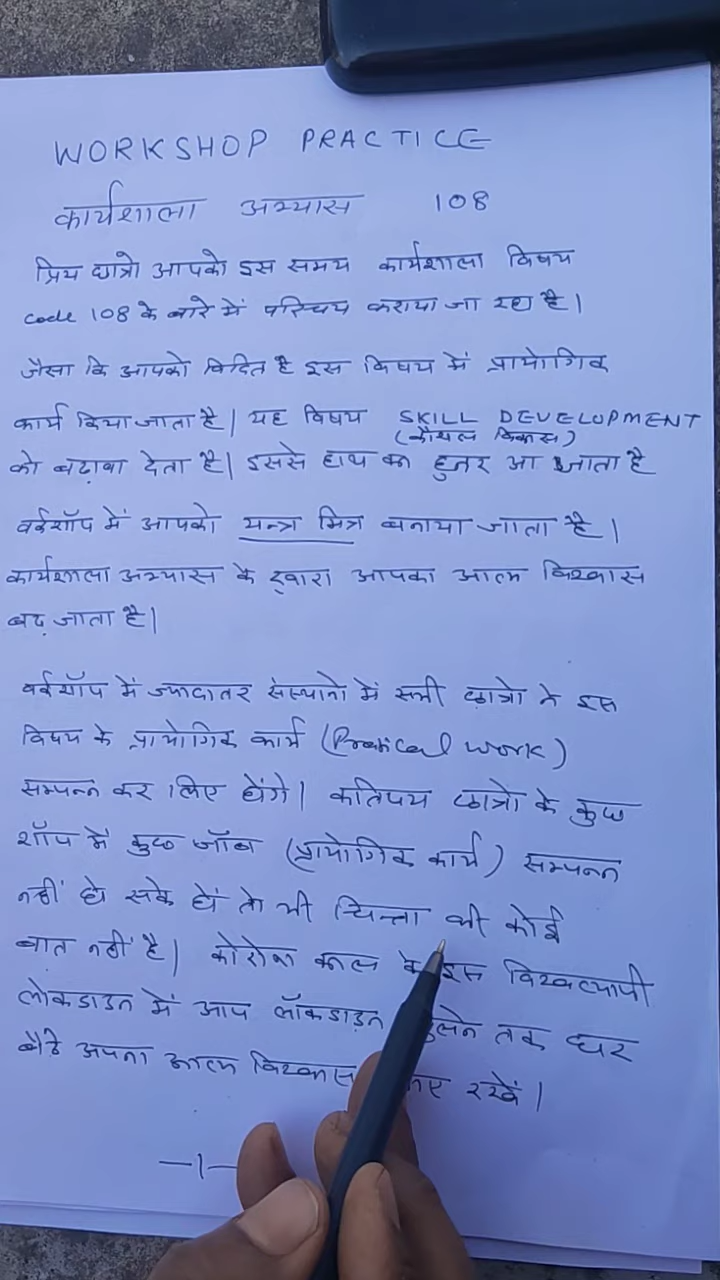 WORKSHOP PRACTICE
कार्यशाला अभ्यास 108
प्रिय छात्रो आपको इस समय कार्यशाला विषय
code 108 के बारे में परिचय कराया जा रहा है।
जैसा कि आपको विदित है इस विषय में प्रायोगिक
कार्य किया जाता है। यह विषय SKILL DEVELOPMENT
(कौशल विकास)
को बढ़ावा देता है। इससे हाथ का हुनर आ जाता है
वर्कशॉप में आपको यन्त्र मित्र बनाया जाता है।
कार्यशाला अभ्यास के द्वारा आपका आत्म विश्वास
बढ़ जाता है।
वर्कशॉप में ज्यादातर संस्थानो में सभी छात्रो ने इस
विषय के प्रायोगिक कार्य (Practical work)
सम्पन्न कर लिए होंगे। कतिपय छात्रो के कुछ
शॉप में कुछ जॉब (प्रायोगिक कार्य) सम्पन्न
नहीं हो सके हों तो भी चिन्ता की कोई
बात नहीं है। कोरोना काल के इस विश्वव्यापी
लोकडाउन में आप लॉकडाउन तक घर
बैठे अपना आत्म विश्वास रखें।
-1-